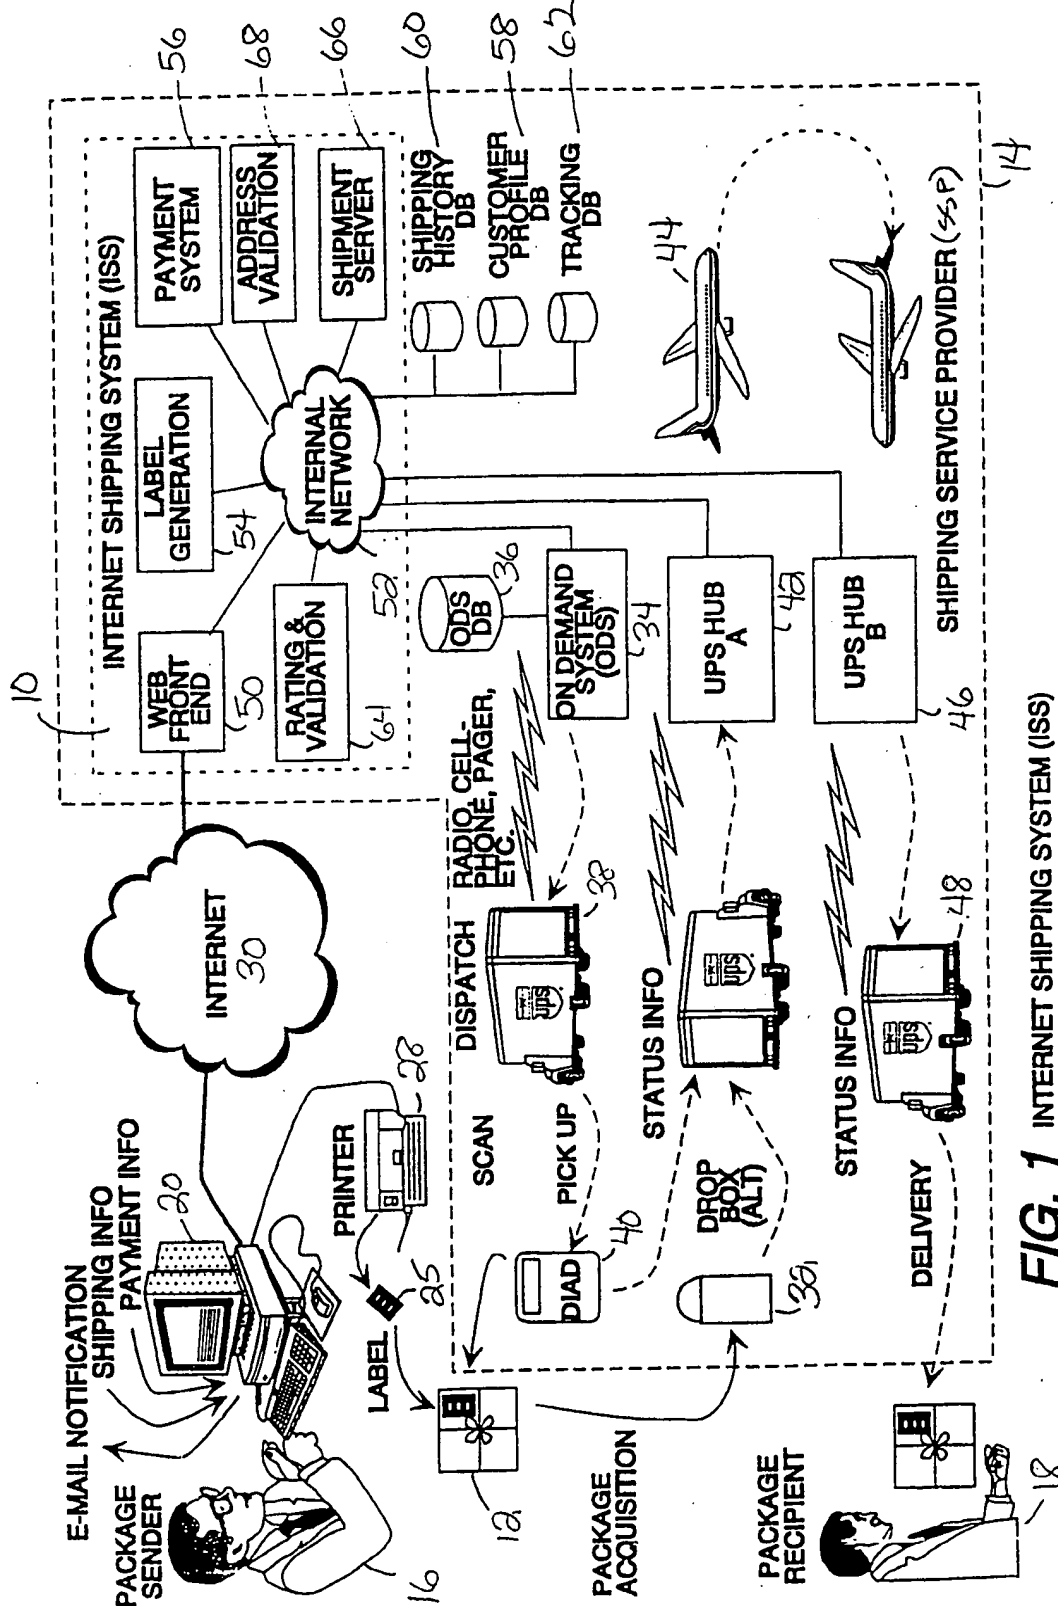 E-MAIL NOTIFICATION
SHIPPING INFO
PAYMENT INFO
PACKAGE
SENDER
16
20
PRINTER
28
LABEL
25
12
INTERNET
30
10
INTERNET SHIPPING SYSTEM (ISS)
WEB
FRONT
END
50
LABEL
GENERATION
54
PAYMENT
SYSTEM
56
ADDRESS
VALIDATION
68
SHIPMENT
SERVER
66
RATING &
VALIDATION
64
INTERNAL
NETWORK
52
SHIPPING
HISTORY
DB
60
CUSTOMER
PROFILE
DB
58
TRACKING
DB
62
ODS
DB
36
ON DEMAND
SYSTEM
(ODS)
34
RADIO, CELL-
PHONE, PAGER,
ETC.
DISPATCH
ups
38
SCAN
PICK UP
DIAD
40
STATUS INFO
ups
UPS HUB
A
42
44
DROP
BOX
(ALT)
32
PACKAGE
ACQUISITION
UPS HUB
B
46
STATUS INFO
ups
48
DELIVERY
PACKAGE
RECIPIENT
18
SHIPPING SERVICE PROVIDER (SSP)
14
FIG. 1 INTERNET SHIPPING SYSTEM (ISS)